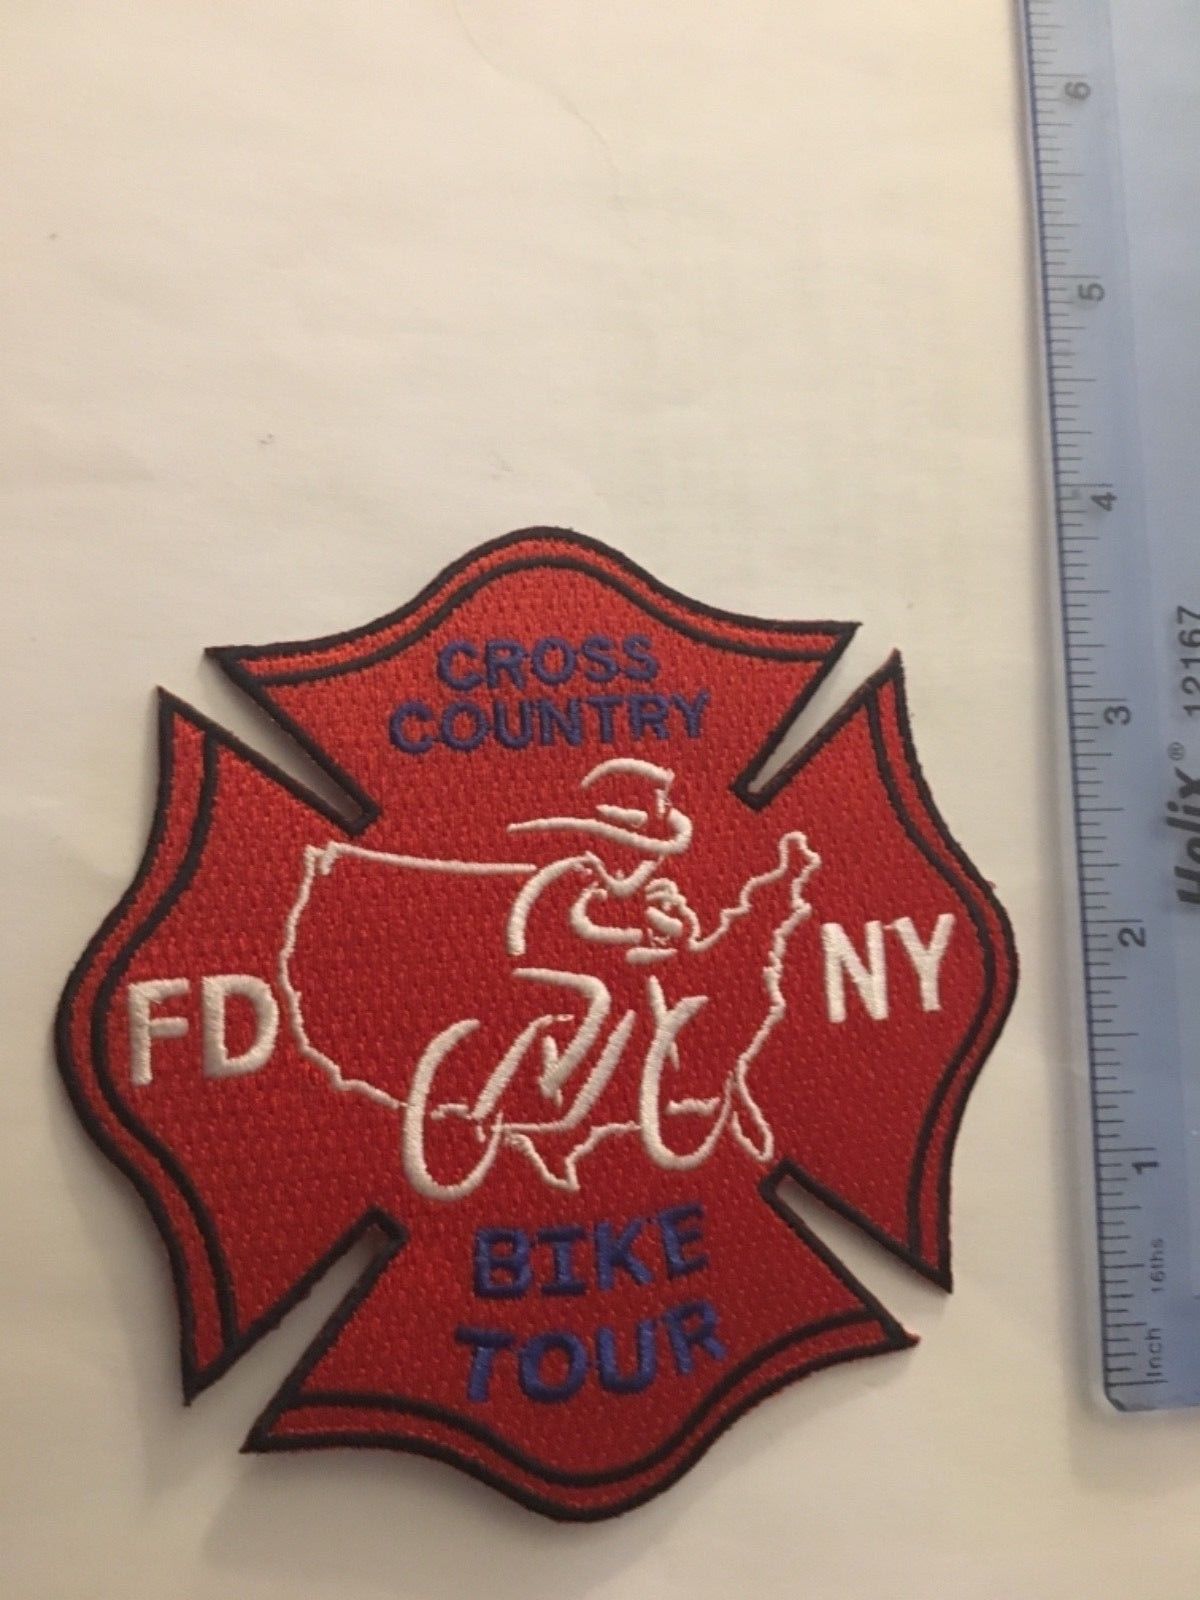 CROSS
COUNTRY
FD NY
BIKE
TOUR
6
5
4
3
2
1
Inch 16ths
Helix® 12167